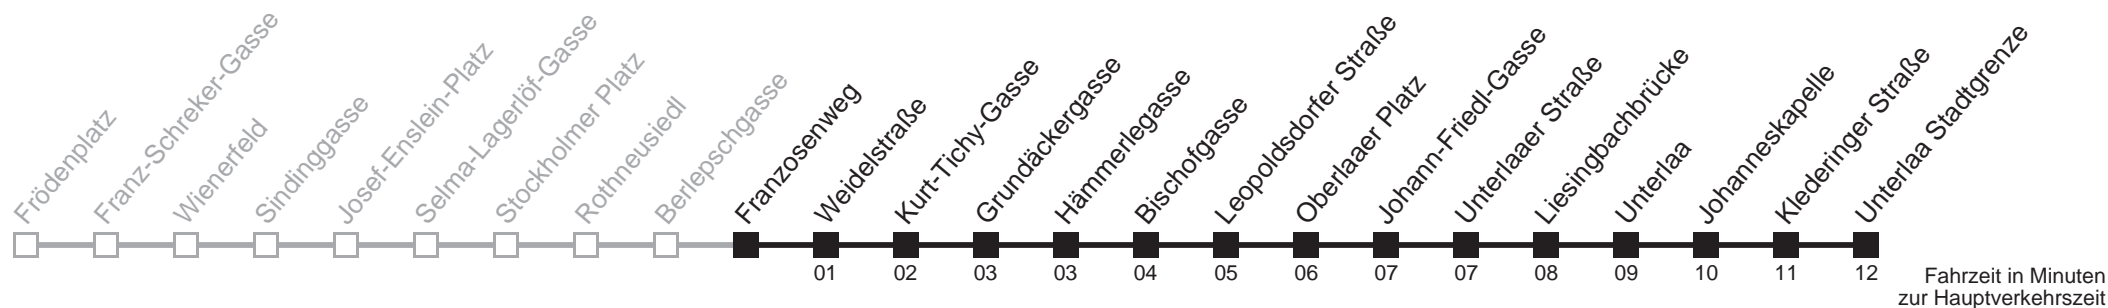 Frödenplatz
Franz-Schreker-Gasse
Wienerfeld
Sindinggasse
Josef-Enslein-Platz
Selma-Lagerlöf-Gasse
Stockholmer Platz
Rothneusiedl
Berlepschgasse
Franzosenweg
Weidelstraße
Kurt-Tichy-Gasse
Grundäckergasse
Hämmerlegasse
Bischofgasse
Leopoldsdorfer Straße
Oberlaaer Platz
Johann-Friedl-Gasse
Unterlaaer Straße
Liesingbachbrücke
Unterlaa
Johanneskapelle
Klederinger Straße
Unterlaa Stadtgrenze
01 02 03 03 04 05 06 07 07 08 09 10 11 12
Fahrzeit in Minuten
zur Hauptverkehrszeit